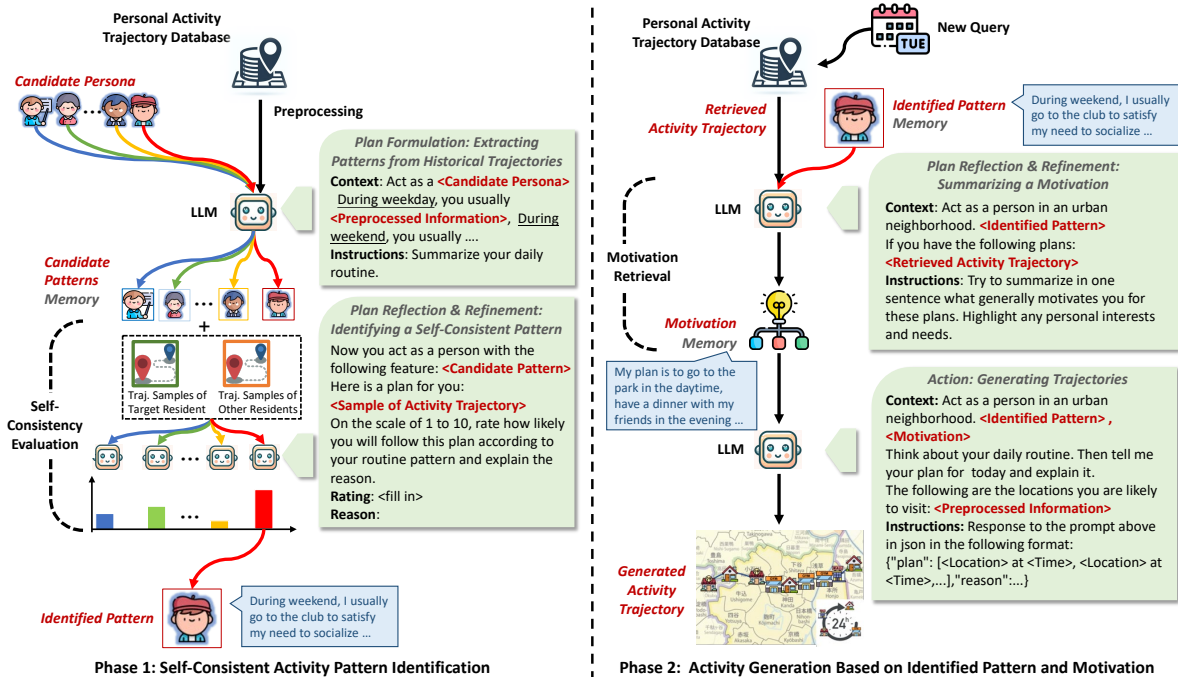 Personal Activity
Trajectory Database
Candidate Persona
Preprocessing
Plan Formulation: Extracting
Patterns from Historical Trajectories
Context: Act as a <Candidate Persona>
During weekday, you usually
<Preprocessed Information>, During
weekend, you usually ….
Instructions: Summarize your daily
routine.
LLM
Candidate
Patterns
Memory
+
Traj. Samples of
Target Resident
Traj. Samples of
Other Residents
Self-
Consistency
Evaluation
Plan Reflection & Refinement:
Identifying a Self-Consistent Pattern
Now you act as a person with the
following feature: <Candidate Pattern>
Here is a plan for you:
<Sample of Activity Trajectory>
On the scale of 1 to 10, rate how likely
you will follow this plan according to
your routine pattern and explain the
reason.
Rating: <fill in>
Reason:
Identified Pattern
During weekend, I usually
go to the club to satisfy
my need to socialize …
Phase 1: Self-Consistent Activity Pattern Identification
Personal Activity
Trajectory Database
TUE
New Query
Retrieved
Activity Trajectory
Identified Pattern
Memory
During weekend, I usually
go to the club to satisfy
my need to socialize …
LLM
Motivation
Retrieval
Plan Reflection & Refinement:
Summarizing a Motivation
Context: Act as a person in an urban
neighborhood. <Identified Pattern>
If you have the following plans:
<Retrieved Activity Trajectory>
Instructions: Try to summarize in one
sentence what generally motivates you for
these plans. Highlight any personal interests
and needs.
Motivation
Memory
My plan is to go to the
park in the daytime,
have a dinner with my
friends in the evening …
LLM
Action: Generating Trajectories
Context: Act as a person in an urban
neighborhood. <Identified Pattern> ,
<Motivation>
Think about your daily routine. Then tell me
your plan for today and explain it.
The following are the locations you are likely
to visit: <Preprocessed Information>
Instructions: Response to the prompt above
in json in the following format:
{"plan": [<Location> at <Time>, <Location> at
<Time>,...],"reason":...}
Generated
Activity
Trajectory
24h
Phase 2: Activity Generation Based on Identified Pattern and Motivation